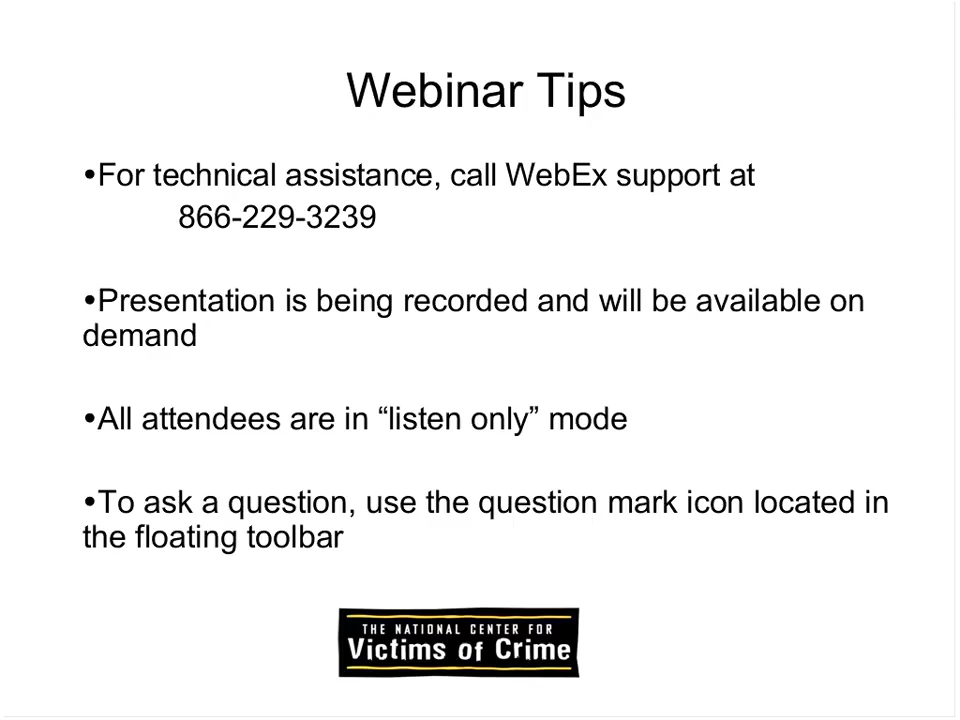 Webinar Tips
•For technical assistance, call WebEx support at
866-229-3239
•Presentation is being recorded and will be available on
demand
•All attendees are in “listen only” mode
•To ask a question, use the question mark icon located in
the floating toolbar
THE NATIONAL CENTER FOR
Victims of Crime